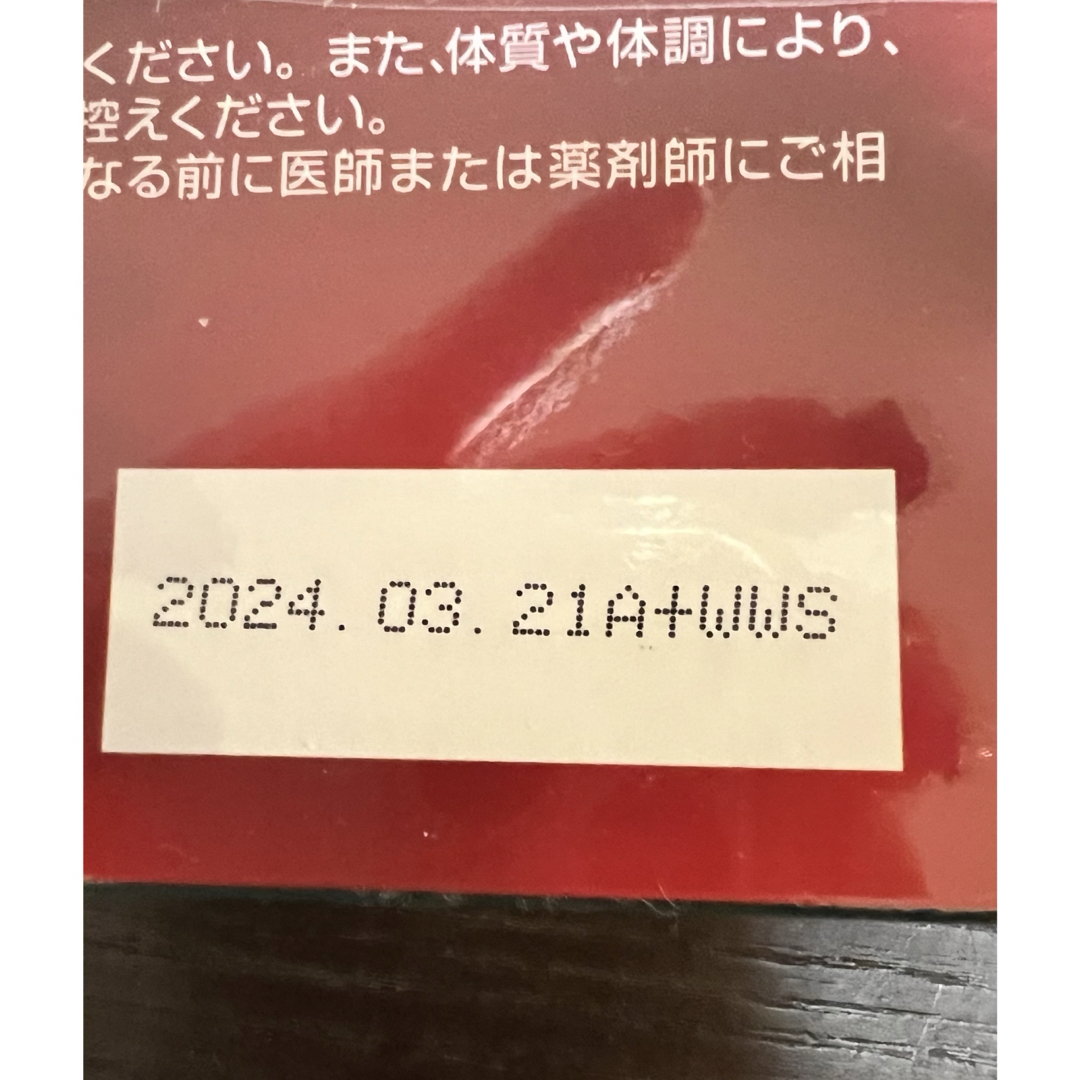 ください。また、体質や体調により、
控えください。
なる前に医師または薬剤師にご相
2024.03.21A+WWS